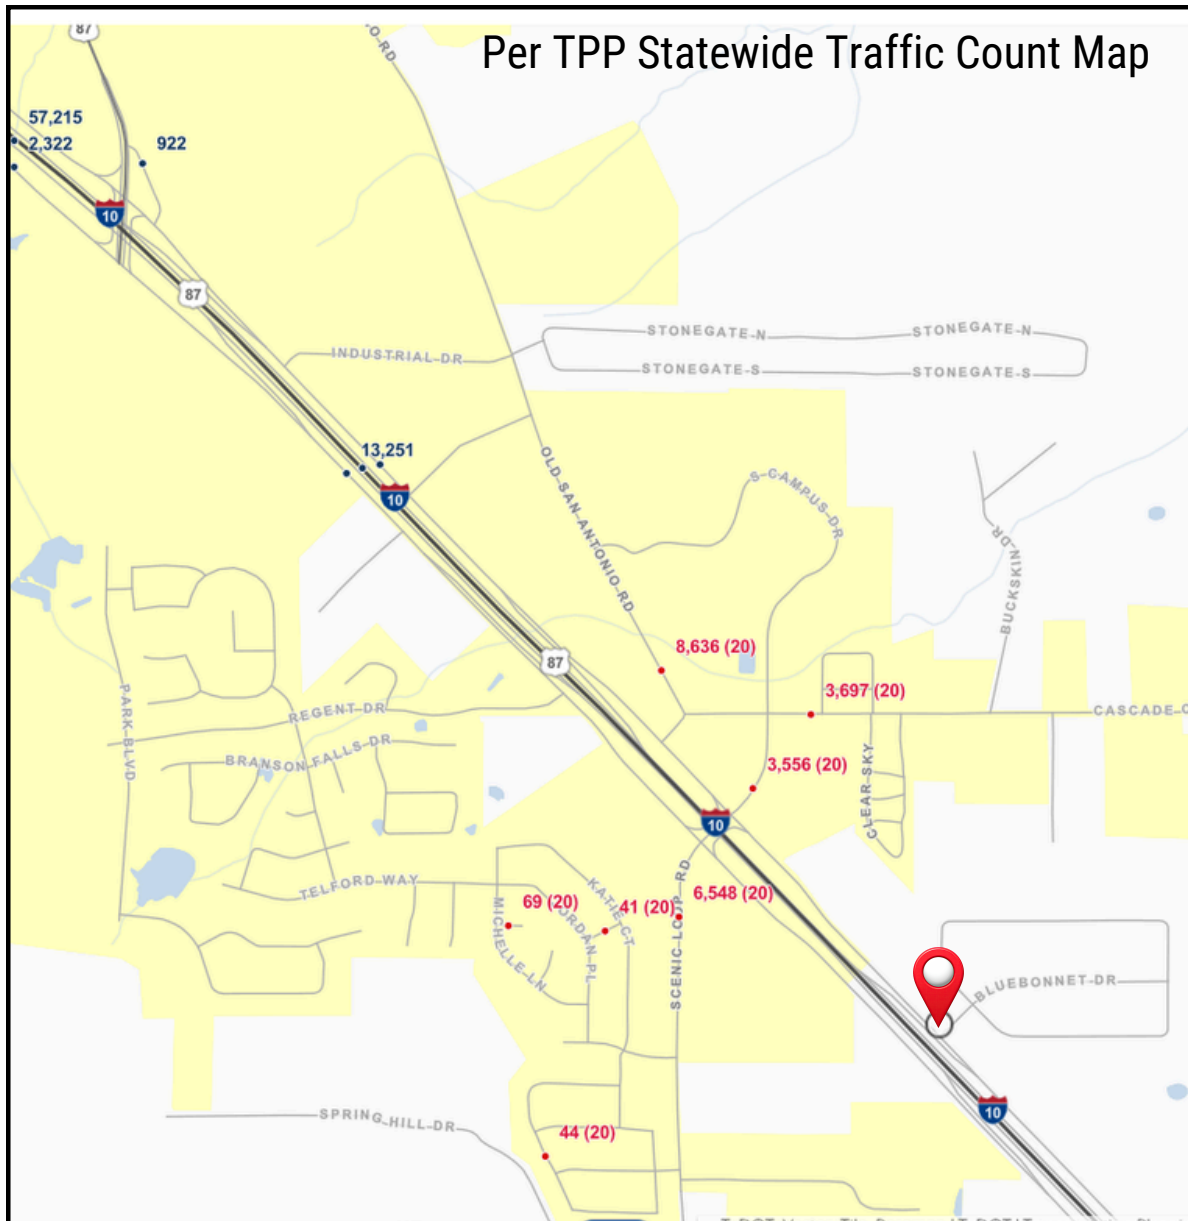 87
O RD
Per TPP Statewide Traffic Count Map
57,215
2,322
922
10
87
STONEGATE N
STONEGATE N
INDUSTRIAL DR
STONEGATE S
STONEGATE S
13,251
10
OLD SAN ANTONIO RD
S CAMPUS DR
BUCKSKIN DR
8,636 (20)
87
3,697 (20)
PARK BLVD
REGENT DR
CASCADE C
BRANSON FALLS DR
3,556 (20)
CLEAR SKY
10
TELFORD WAY
KATIE CT
6,548 (20)
69 (20)
41 (20)
MICHELLE LN
JORDAN PL
SCENIC LOOP RD
BLUEBONNET DR
10
SPRING HILL DR
44 (20)